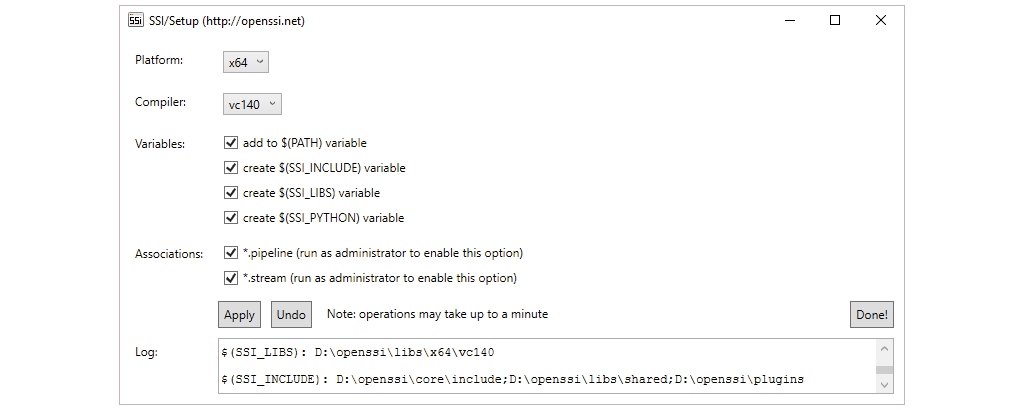 SSI SSI/Setup (http://openssi.net)
Platform: x64
Compiler: vc140
Variables: add to $(PATH) variable
create $(SSI_INCLUDE) variable
create $(SSI_LIBS) variable
create $(SSI_PYTHON) variable
Associations: *.pipeline (run as administrator to enable this option)
*.stream (run as administrator to enable this option)
Apply Undo Note: operations may take up to a minute Done!
Log: $(SSI_LIBS): D:\openssi\libs\x64\vc140
$(SSI_INCLUDE): D:\openssi\core\include;D:\openssi\libs\shared;D:\openssi\plugins